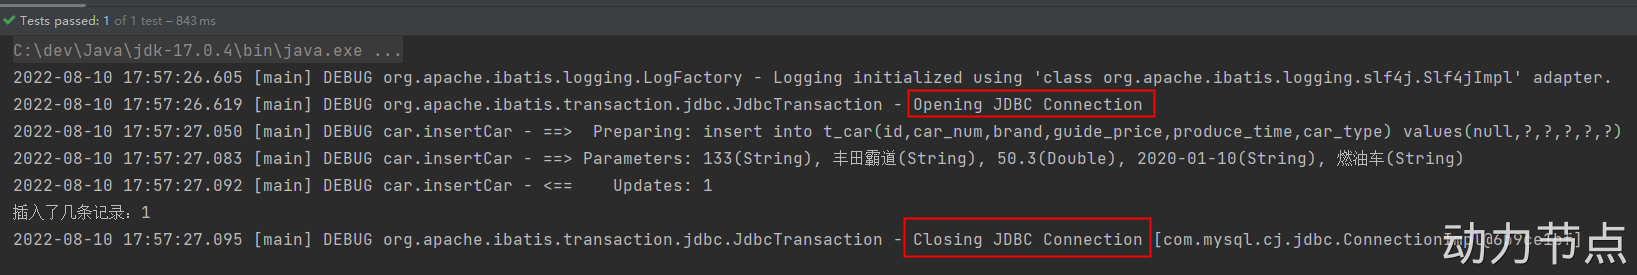 Tests passed: 1 of 1 test – 843 ms
C:\dev\Java\jdk-17.0.4\bin\java.exe ...
2022-08-10 17:57:26.605 [main] DEBUG org.apache.ibatis.logging.LogFactory - Logging initialized using 'class org.apache.ibatis.logging.slf4j.Slf4jImpl' adapter.
2022-08-10 17:57:26.619 [main] DEBUG org.apache.ibatis.transaction.jdbc.JdbcTransaction - Opening JDBC Connection
2022-08-10 17:57:27.050 [main] DEBUG car.insertCar - ==>  Preparing: insert into t_car(id,car_num,brand,guide_price,produce_time,car_type) values(null,?,?,?,?,?)
2022-08-10 17:57:27.083 [main] DEBUG car.insertCar - ==> Parameters: 133(String), 丰田霸道(String), 50.3(Double), 2020-01-10(String), 燃油车(String)
2022-08-10 17:57:27.092 [main] DEBUG car.insertCar - <==    Updates: 1
插入了几条记录：1
2022-08-10 17:57:27.095 [main] DEBUG org.apache.ibatis.transaction.jdbc.JdbcTransaction - Closing JDBC Connection
动力节点